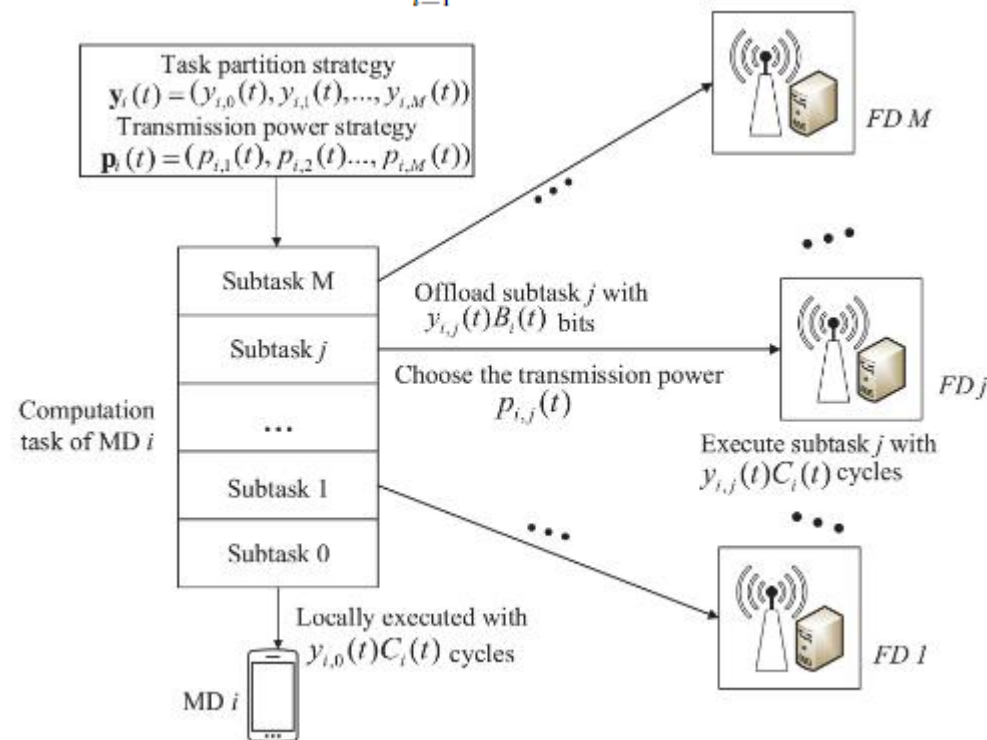 Task partition strategy
y_i(t) = (y_{i,0}(t), y_{i,1}(t),..., y_{i,M}(t))
Transmission power strategy
p_i(t) = (p_{i,1}(t), p_{i,2}(t)..., p_{i,M}(t))
FD M
Subtask M
Offload subtask j with
y_{i,j}(t)B_i(t) bits
Subtask j
Choose the transmission power
p_{i,j}(t)
FD j
Computation
task of MD i
...
Execute subtask j with
y_{i,j}(t)C_i(t) cycles
Subtask 1
Subtask 0
Locally executed with
y_{i,0}(t)C_i(t) cycles
FD 1
MD i